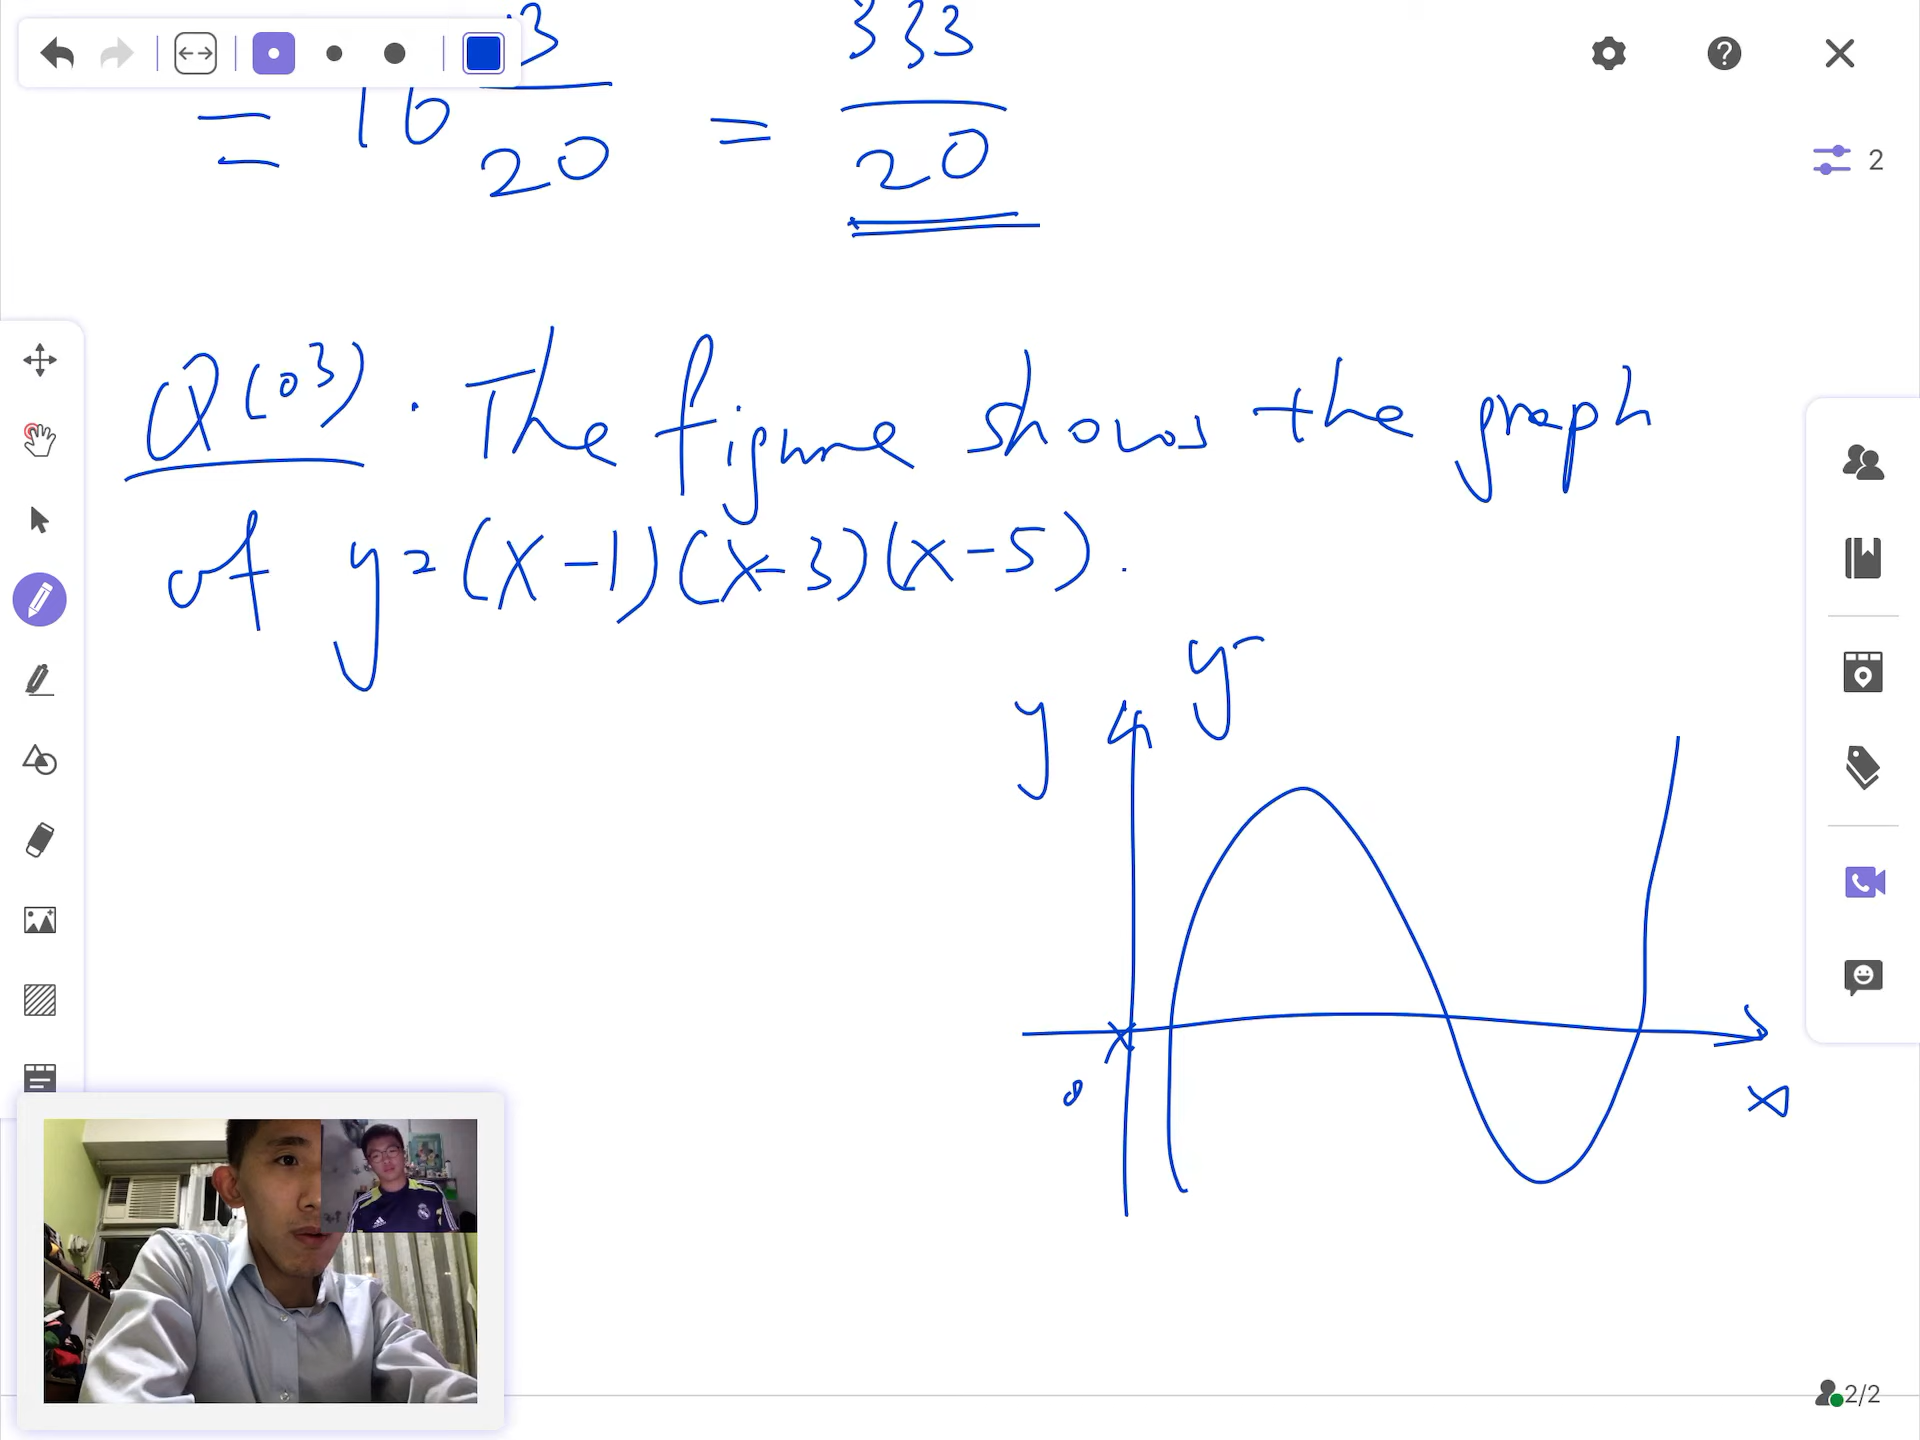 = 16 3/20 = 333/20
2
Q(03). The figure shows the graph
of y = (x-1)(x-3)(x-5).
y y=
0 x
adidas
2/2